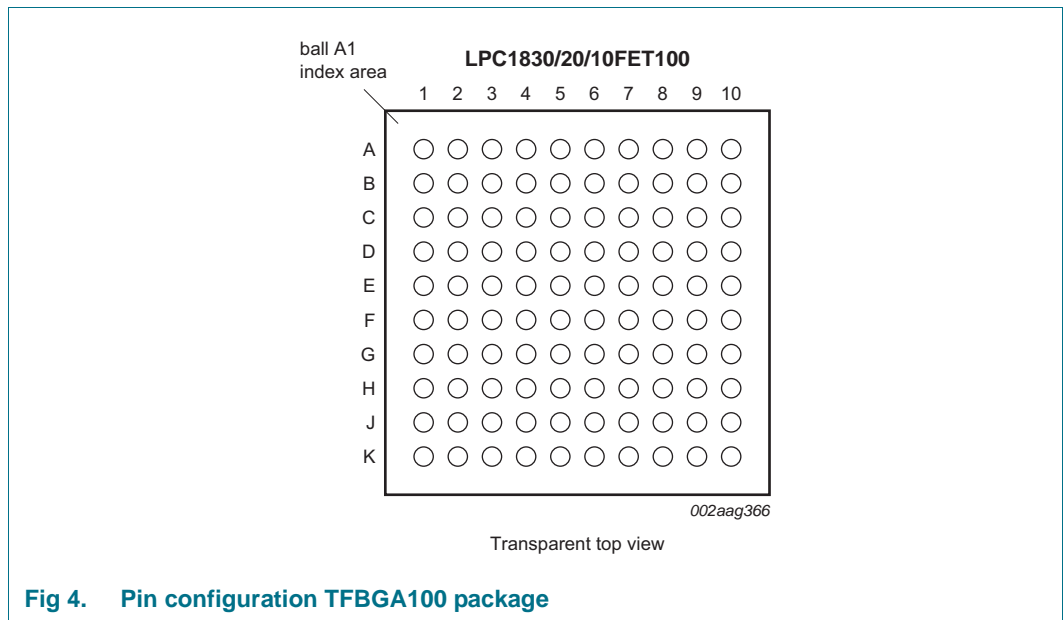 ball A1
index area
LPC1830/20/10FET100
1 2 3 4 5 6 7 8 9 10
A
B
C
D
E
F
G
H
J
K
002aag366
Transparent top view
Fig 4. Pin configuration TFBGA100 package